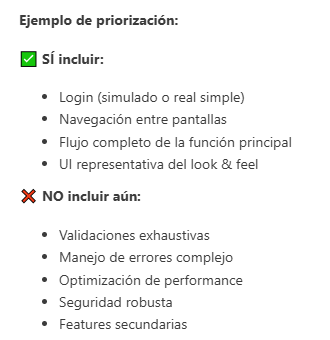 Ejemplo de priorización:
✅ SÍ incluir:
• Login (simulado o real simple)
• Navegación entre pantallas
• Flujo completo de la función principal
• UI representativa del look & feel
❌ NO incluir aún:
• Validaciones exhaustivas
• Manejo de errores complejo
• Optimización de performance
• Seguridad robusta
• Features secundarias